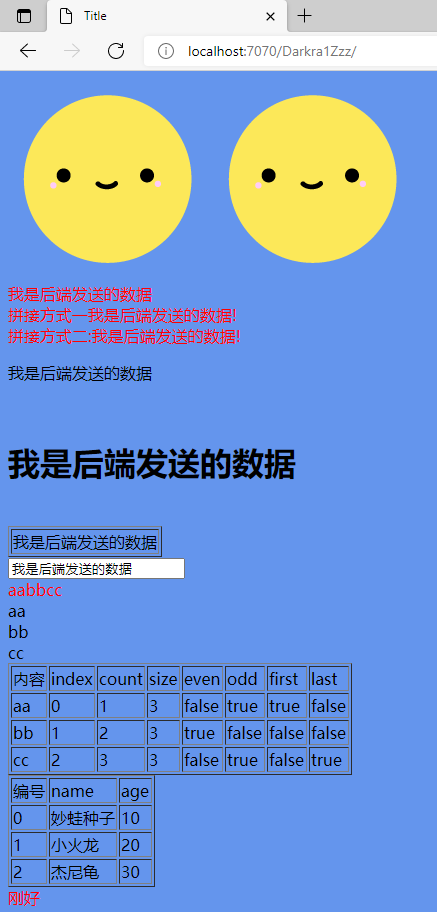 Title
localhost:7070/Darkra1Zzz/
我是后端发送的数据
拼接方式一我是后端发送的数据!
拼接方式二:我是后端发送的数据!
我是后端发送的数据
我是后端发送的数据
我是后端发送的数据
我是后端发送的数据
aabbcc
aa
bb
cc
内容 index count size even odd first last
aa 0 1 3 false true true false
bb 1 2 3 true false false false
cc 2 3 3 false true false true
编号 name age
0 妙蛙种子 10
1 小火龙 20
2 杰尼龟 30
刚好